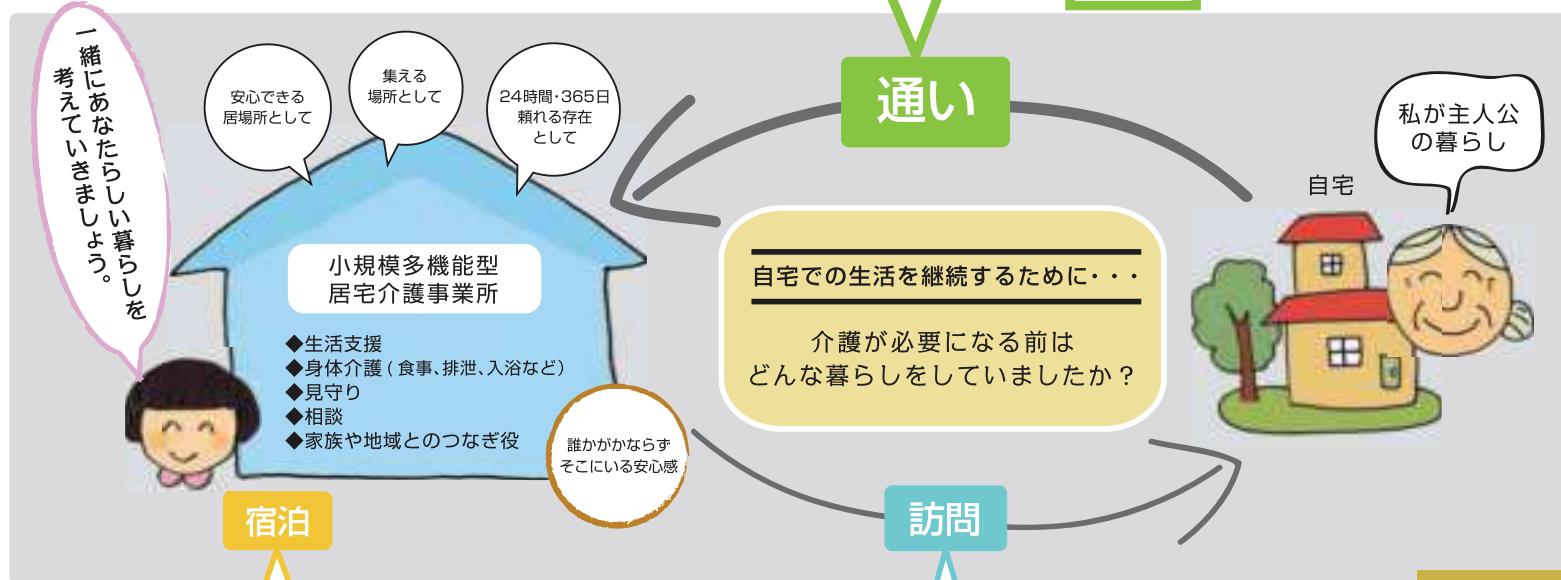 一緒にあなたらしい暮らしを
考えていきましょう。
安心できる
居場所として
集える
場所として
24時間・365日
頼れる存在
として
通い
私が主人公
の暮らし
自宅
小規模多機能型
居宅介護事業所
◆生活支援
◆身体介護(食事、排泄、入浴など)
◆見守り
◆相談
◆家族や地域とのつなぎ役
自宅での生活を継続するために・・・
介護が必要になる前は
どんな暮らしをしていましたか?
誰かがかならず
そこにいる安心感
宿泊
訪問